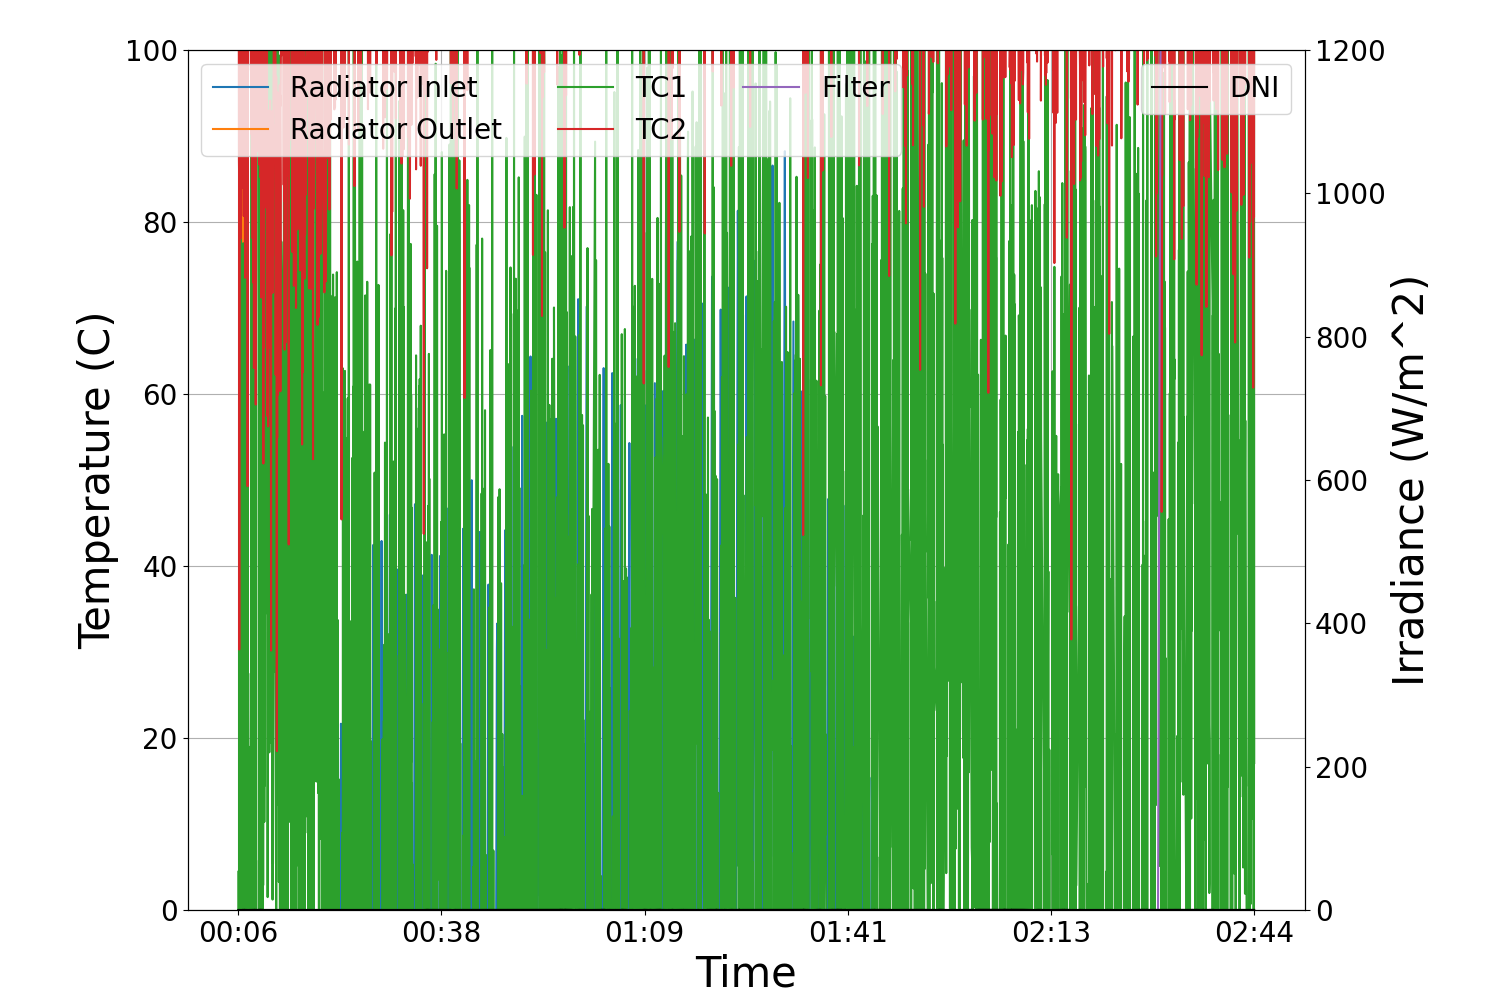 100
80
60
40
20
0
Temperature (C)
Radiator Inlet
Radiator Outlet
TC1
TC2
Filter
DNI
1200
1000
800
600
400
200
0
Irradiance (W/m^2)
00:06
00:38
01:09
01:41
02:13
02:44
Time